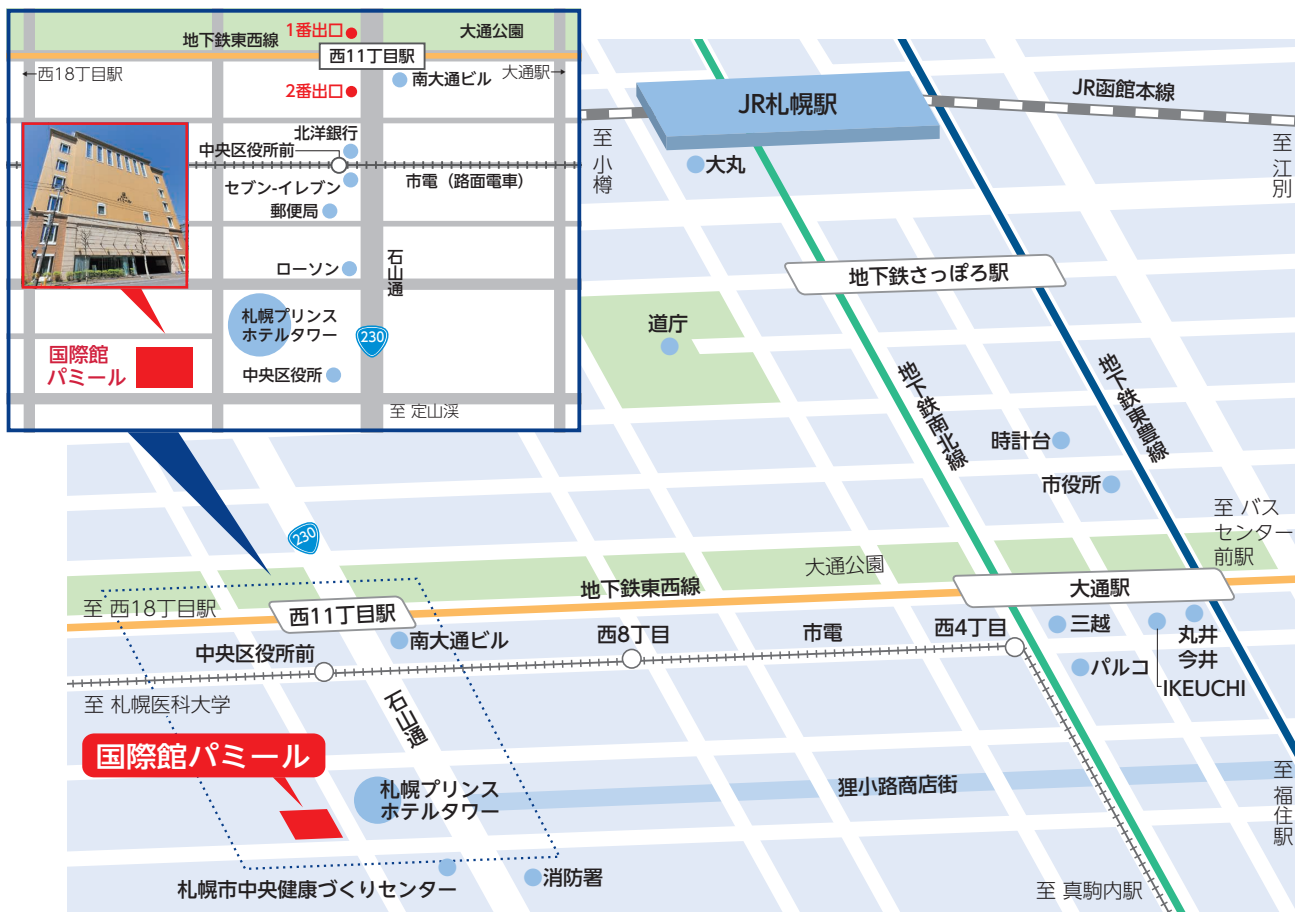 地下鉄東西線
1番出口
大通公園
西11丁目駅
←西18丁目駅
大通駅→
2番出口
南大通ビル
北洋銀行
中央区役所前
セブン-イレブン
市電（路面電車）
郵便局
ローソン
石山通
札幌プリンス
ホテルタワー
230
国際館
パミール
中央区役所
至 定山渓
JR札幌駅
JR函館本線
至 小樽
大丸
至 江別
地下鉄さっぽろ駅
道庁
地下鉄南北線
地下鉄東豊線
時計台
市役所
至 バス
センター
前駅
230
大通公園
地下鉄東西線
大通駅
至 西18丁目駅
西11丁目駅
南大通ビル
西8丁目
市電
西4丁目
三越
丸井
今井
中央区役所前
パルコ
IKEUCHI
至 札幌医科大学
石山通
国際館パミール
札幌プリンス
ホテルタワー
狸小路商店街
至 福住駅
札幌市中央健康づくりセンター
消防署
至 真駒内駅